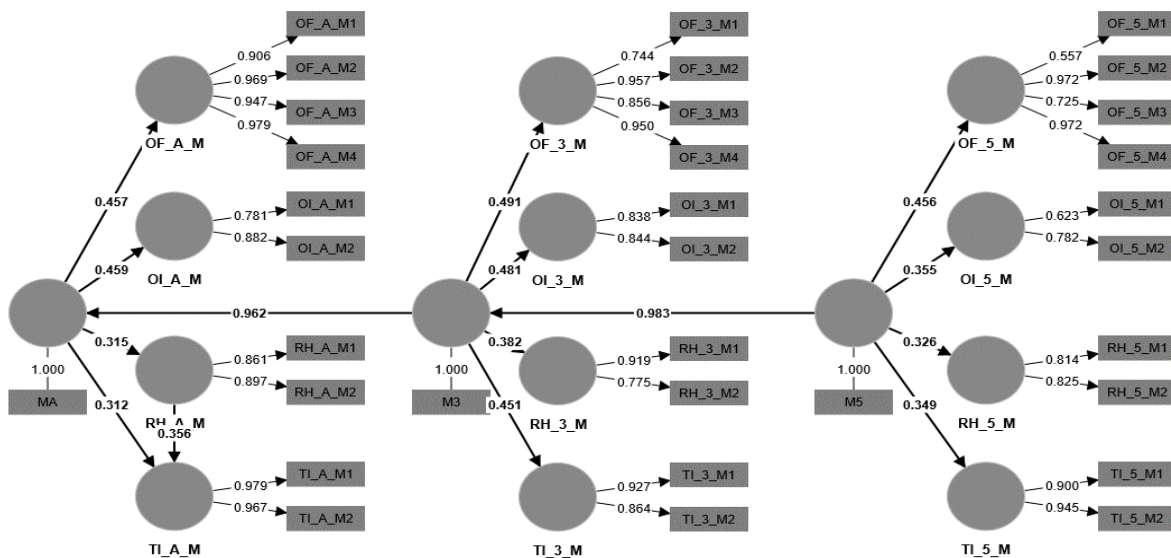 OF_A_M1
0.906
OF_A_M2
0.969
0.947
OF_A_M3
0.979
OF_A_M4
OF_A_M
0.457
OI_A_M1
0.781
0.882
OI_A_M2
0.459
OI_A_M
0.962
0.315
1.000
MA
0.312
RH_A_M1
0.861
0.897
RH_A_M2
RH_A_M
0.356
TI_A_M1
0.979
0.967
TI_A_M2
TI_A_M
OF_3_M1
0.744
OF_3_M2
0.957
0.856
OF_3_M3
0.950
OF_3_M4
OF_3_M
0.491
OI_3_M1
0.838
0.844
OI_3_M2
0.481
OI_3_M
0.983
0.382
1.000
M3
0.451
RH_3_M1
0.919
0.775
RH_3_M2
RH_3_M
TI_3_M1
0.927
0.864
TI_3_M2
TI_3_M
OF_5_M1
0.557
OF_5_M2
0.972
0.725
OF_5_M3
0.972
OF_5_M4
OF_5_M
0.456
OI_5_M1
0.623
0.782
OI_5_M2
0.355
OI_5_M
0.326
1.000
M5
0.349
RH_5_M1
0.814
0.825
RH_5_M2
RH_5_M
TI_5_M1
0.900
0.945
TI_5_M2
TI_5_M